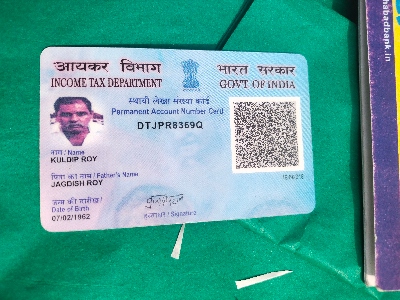 आयकर विभाग
INCOME TAX DEPARTMENT
भारत सरकार
GOVT OF INDIA
स्थायी लेखा संख्या कार्ड
Permanent Account Number Card
DTJPR8369Q
नाम / Name
KULDIP ROY
पिता का नाम / Father's Name
JAGDISH ROY
जन्म की तारीख /
Date of Birth
07/02/1962
हस्ताक्षर / Signature
habadbank.in